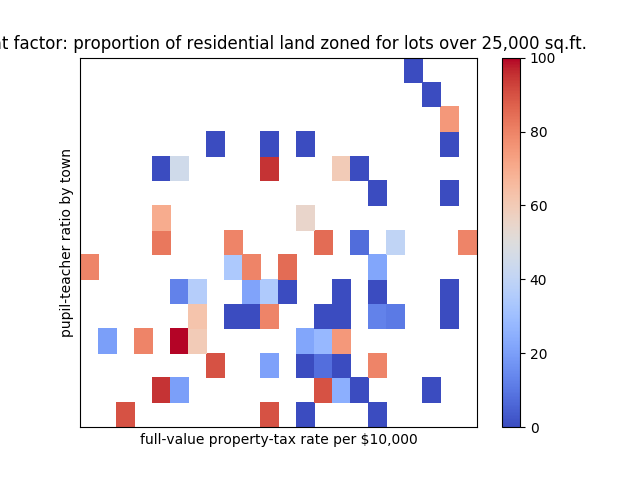 factor: proportion of residential land zoned for lots over 25,000 sq.ft.
100
80
60
40
20
0
pupil-teacher ratio by town
full-value property-tax rate per $10,000